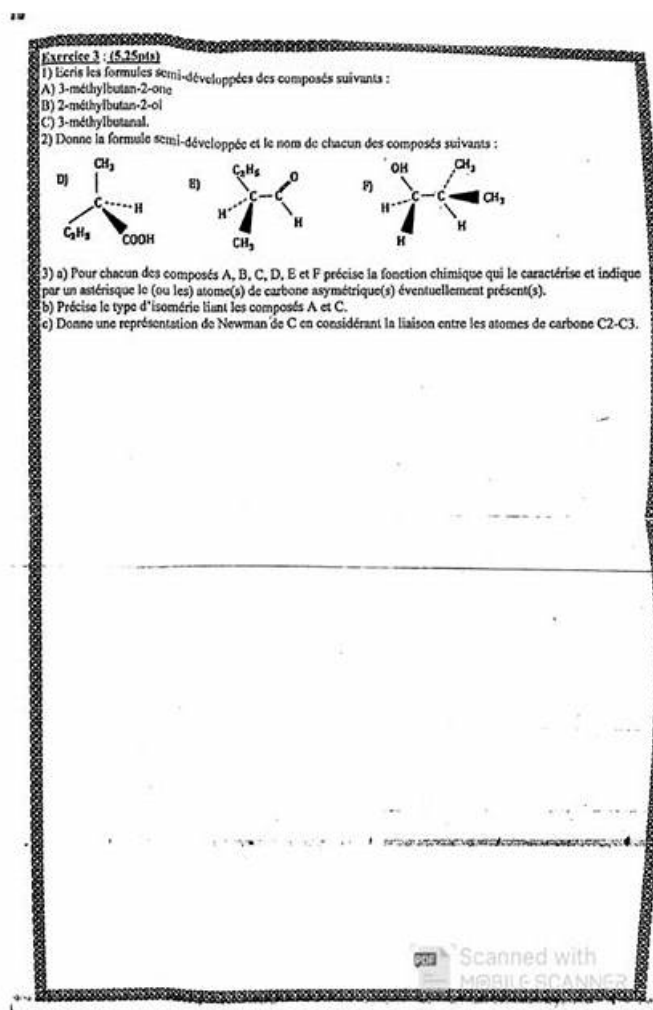 Exercice 3 : (5,25pts)
1) Ecris les formules semi-développées des composés suivants :
A) 3-méthylbutan-2-one
B) 2-méthylbutan-2-ol
C) 3-méthylbutanal.
2) Donne la formule semi-développée et le nom de chacun des composés suivants :
D) CH₃ C H C₂H₅ COOH
E) C₂H₅ O C C H H CH₃
F) OH CH₃ H C C CH₃ H H
3) a) Pour chacun des composés A, B, C, D, E et F précise la fonction chimique qui le caractérise et indique
par un astérisque le (ou les) atome(s) de carbone asymétrique(s) éventuellement présent(s).
b) Précise le type d'isomérie liant les composés A et C.
c) Donne une représentation de Newman de C en considérant la liaison entre les atomes de carbone C2-C3.
PDF Scanned with
MOBILE SCANNER